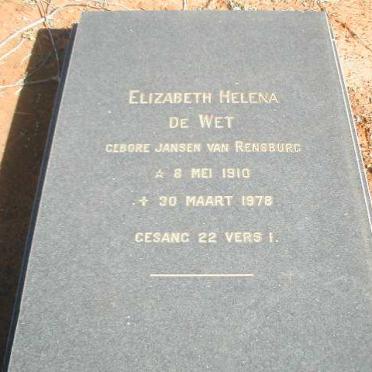 ELIZABETH HELENA
DE WET
GEBORE JANSEN VAN RENSBURG
☆ 8 MEI 1910
✝ 30 MAART 1978
GESANG 22 VERS 1.